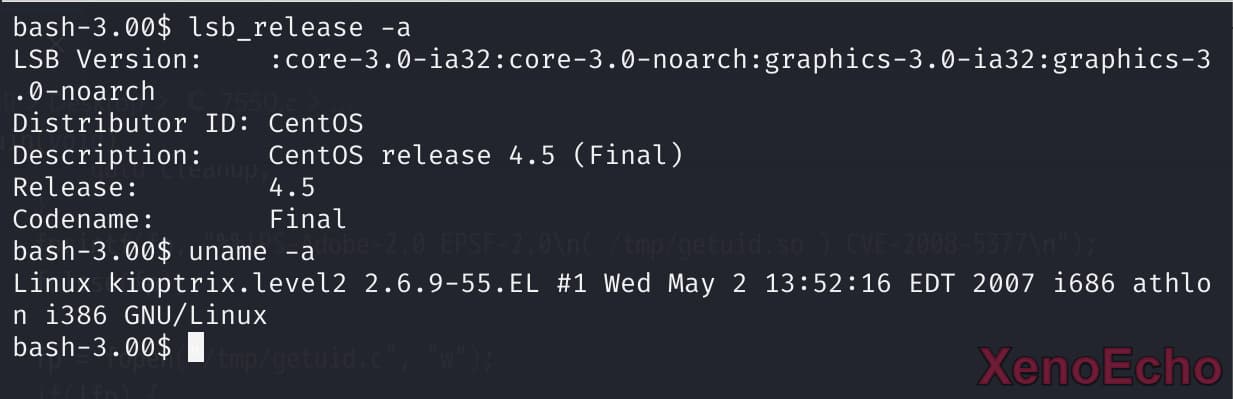 bash-3.00$ lsb_release -a
LSB Version:    :core-3.0-ia32:core-3.0-noarch:graphics-3.0-ia32:graphics-3
.0-noarch
Distributor ID: CentOS
Description:    CentOS release 4.5 (Final)
Release:        4.5
Codename:       Final
bash-3.00$ uname -a
Linux kioptrix.level2 2.6.9-55.EL #1 Wed May 2 13:52:16 EDT 2007 i686 athlo
n i386 GNU/Linux
bash-3.00$
XenoEcho